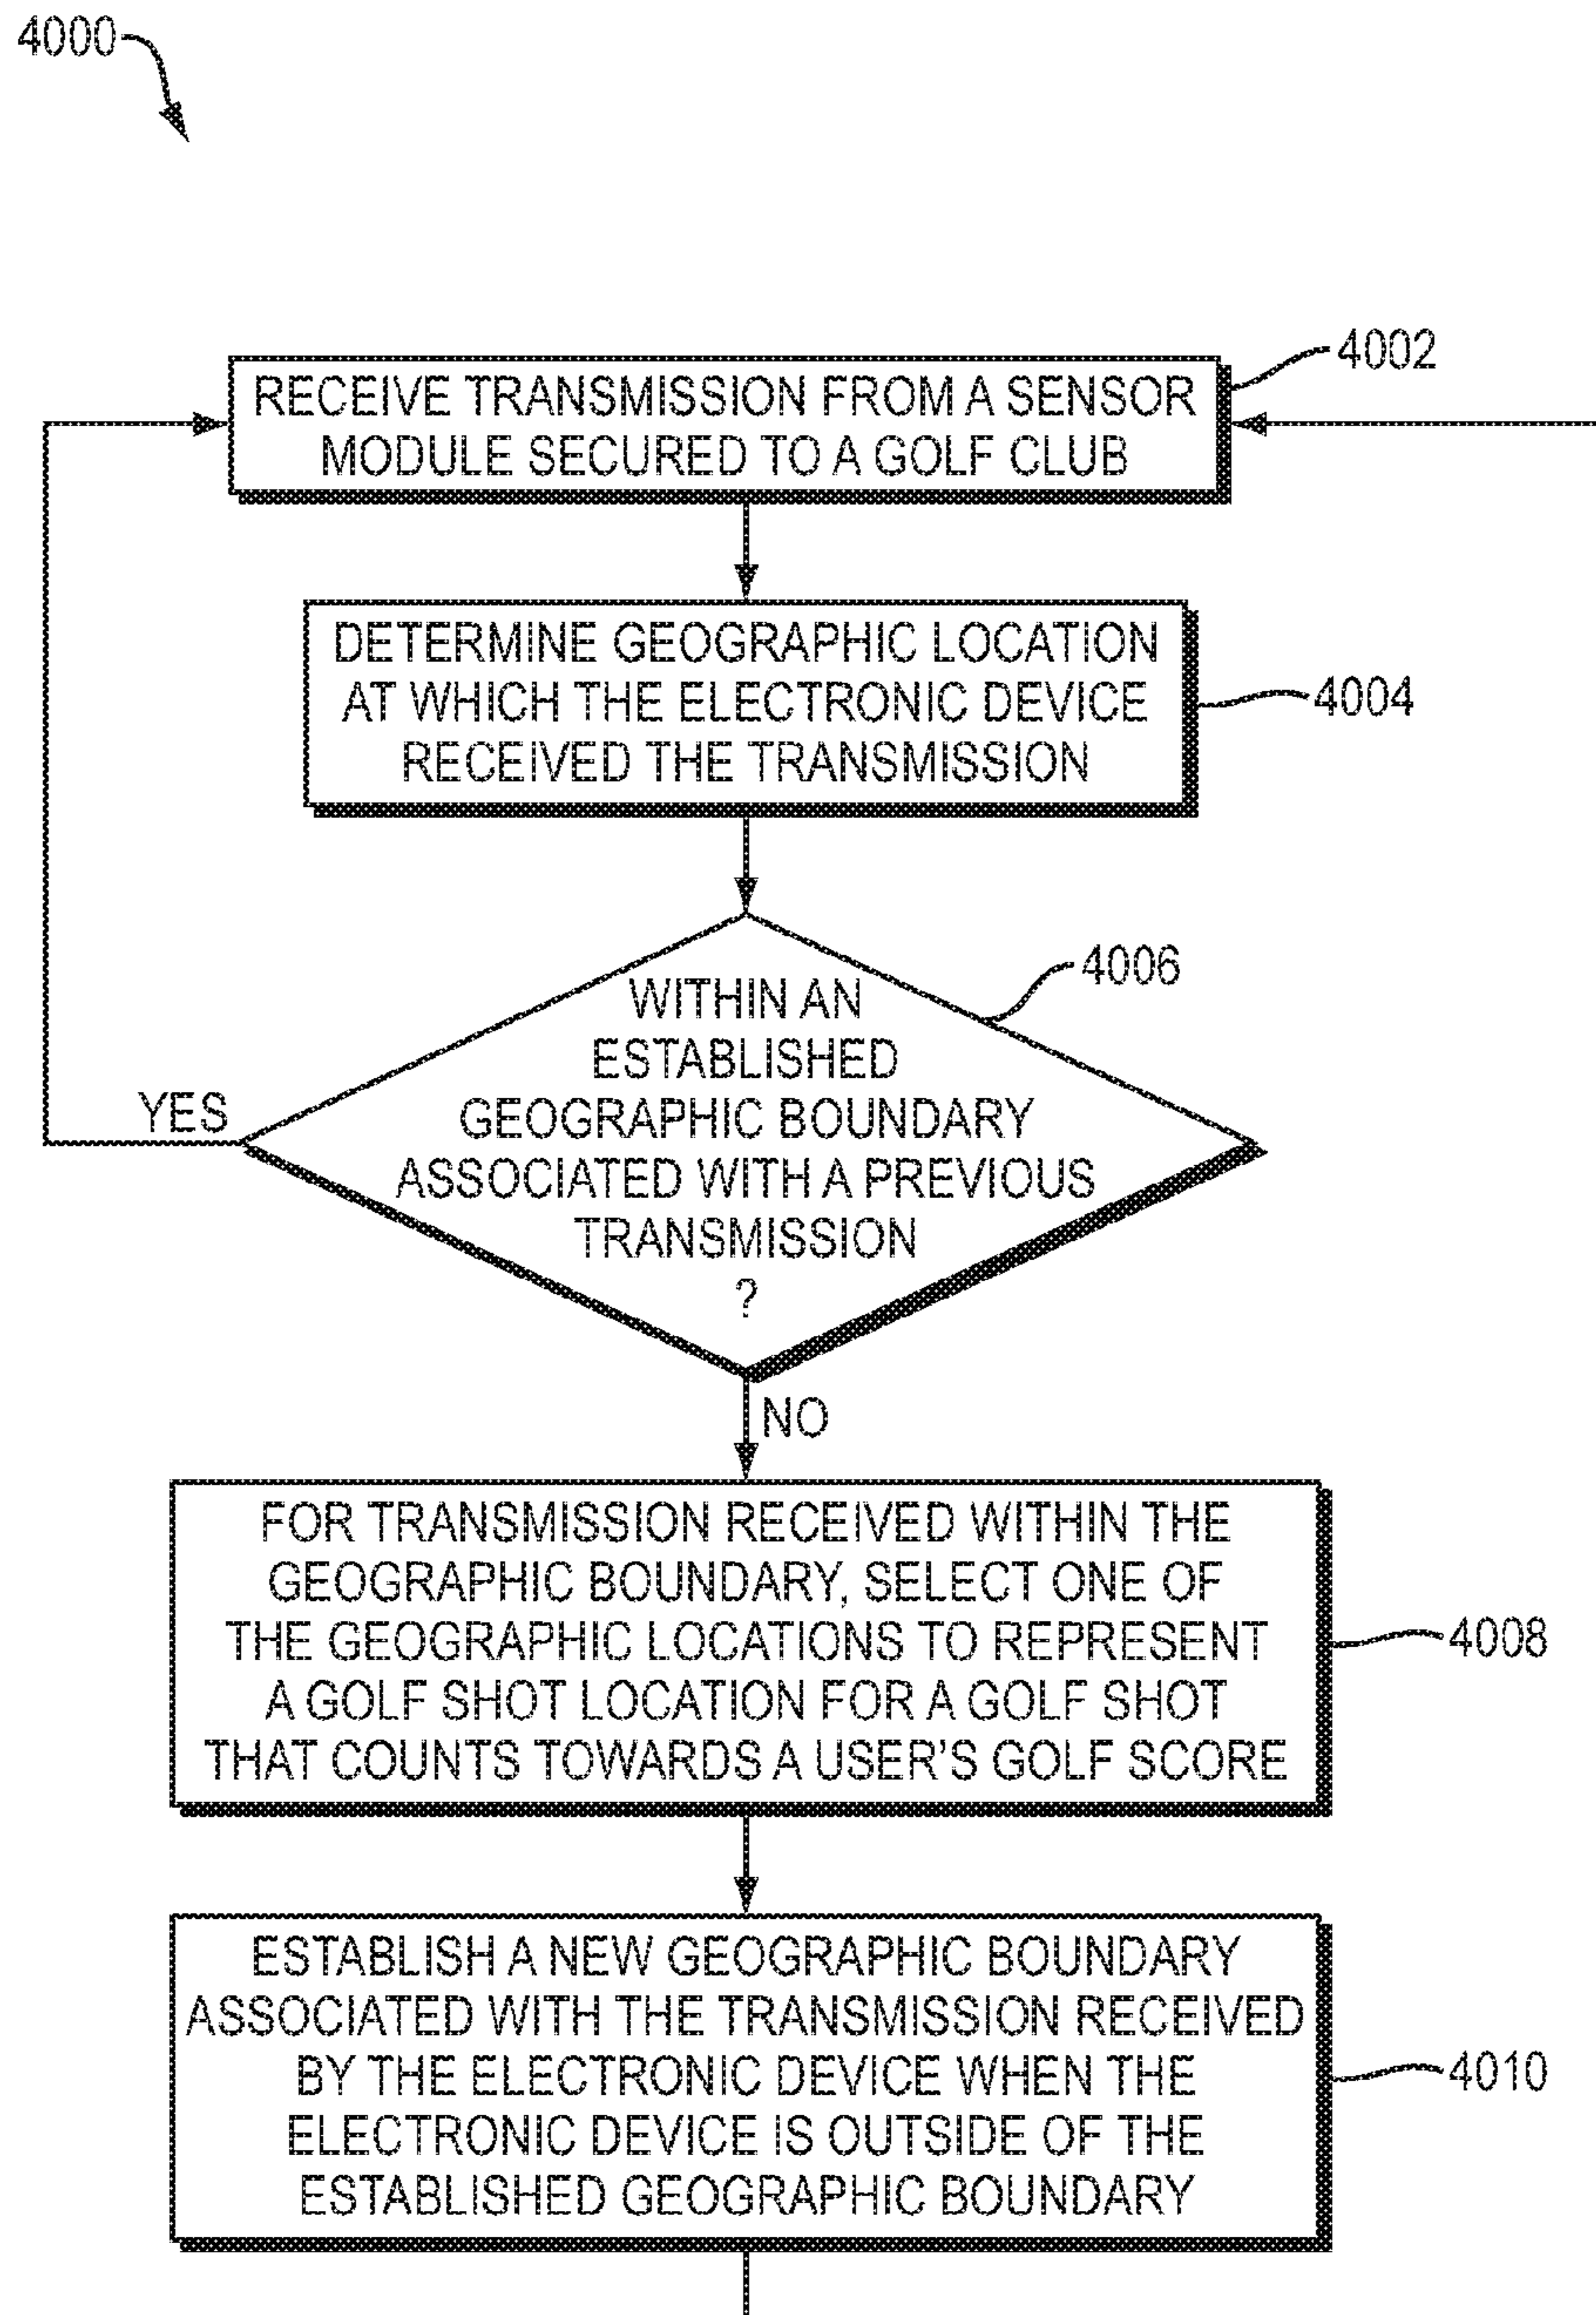 4000
4002
RECEIVE TRANSMISSION FROM A SENSOR
MODULE SECURED TO A GOLF CLUB
DETERMINE GEOGRAPHIC LOCATION
AT WHICH THE ELECTRONIC DEVICE
RECEIVED THE TRANSMISSION
4004
4006
WITHIN AN
ESTABLISHED
GEOGRAPHIC BOUNDARY
ASSOCIATED WITH A PREVIOUS
TRANSMISSION
?
YES
NO
FOR TRANSMISSION RECEIVED WITHIN THE
GEOGRAPHIC BOUNDARY, SELECT ONE OF
THE GEOGRAPHIC LOCATIONS TO REPRESENT
A GOLF SHOT LOCATION FOR A GOLF SHOT
THAT COUNTS TOWARDS A USER'S GOLF SCORE
4008
ESTABLISH A NEW GEOGRAPHIC BOUNDARY
ASSOCIATED WITH THE TRANSMISSION RECEIVED
BY THE ELECTRONIC DEVICE WHEN THE
ELECTRONIC DEVICE IS OUTSIDE OF THE
ESTABLISHED GEOGRAPHIC BOUNDARY
4010